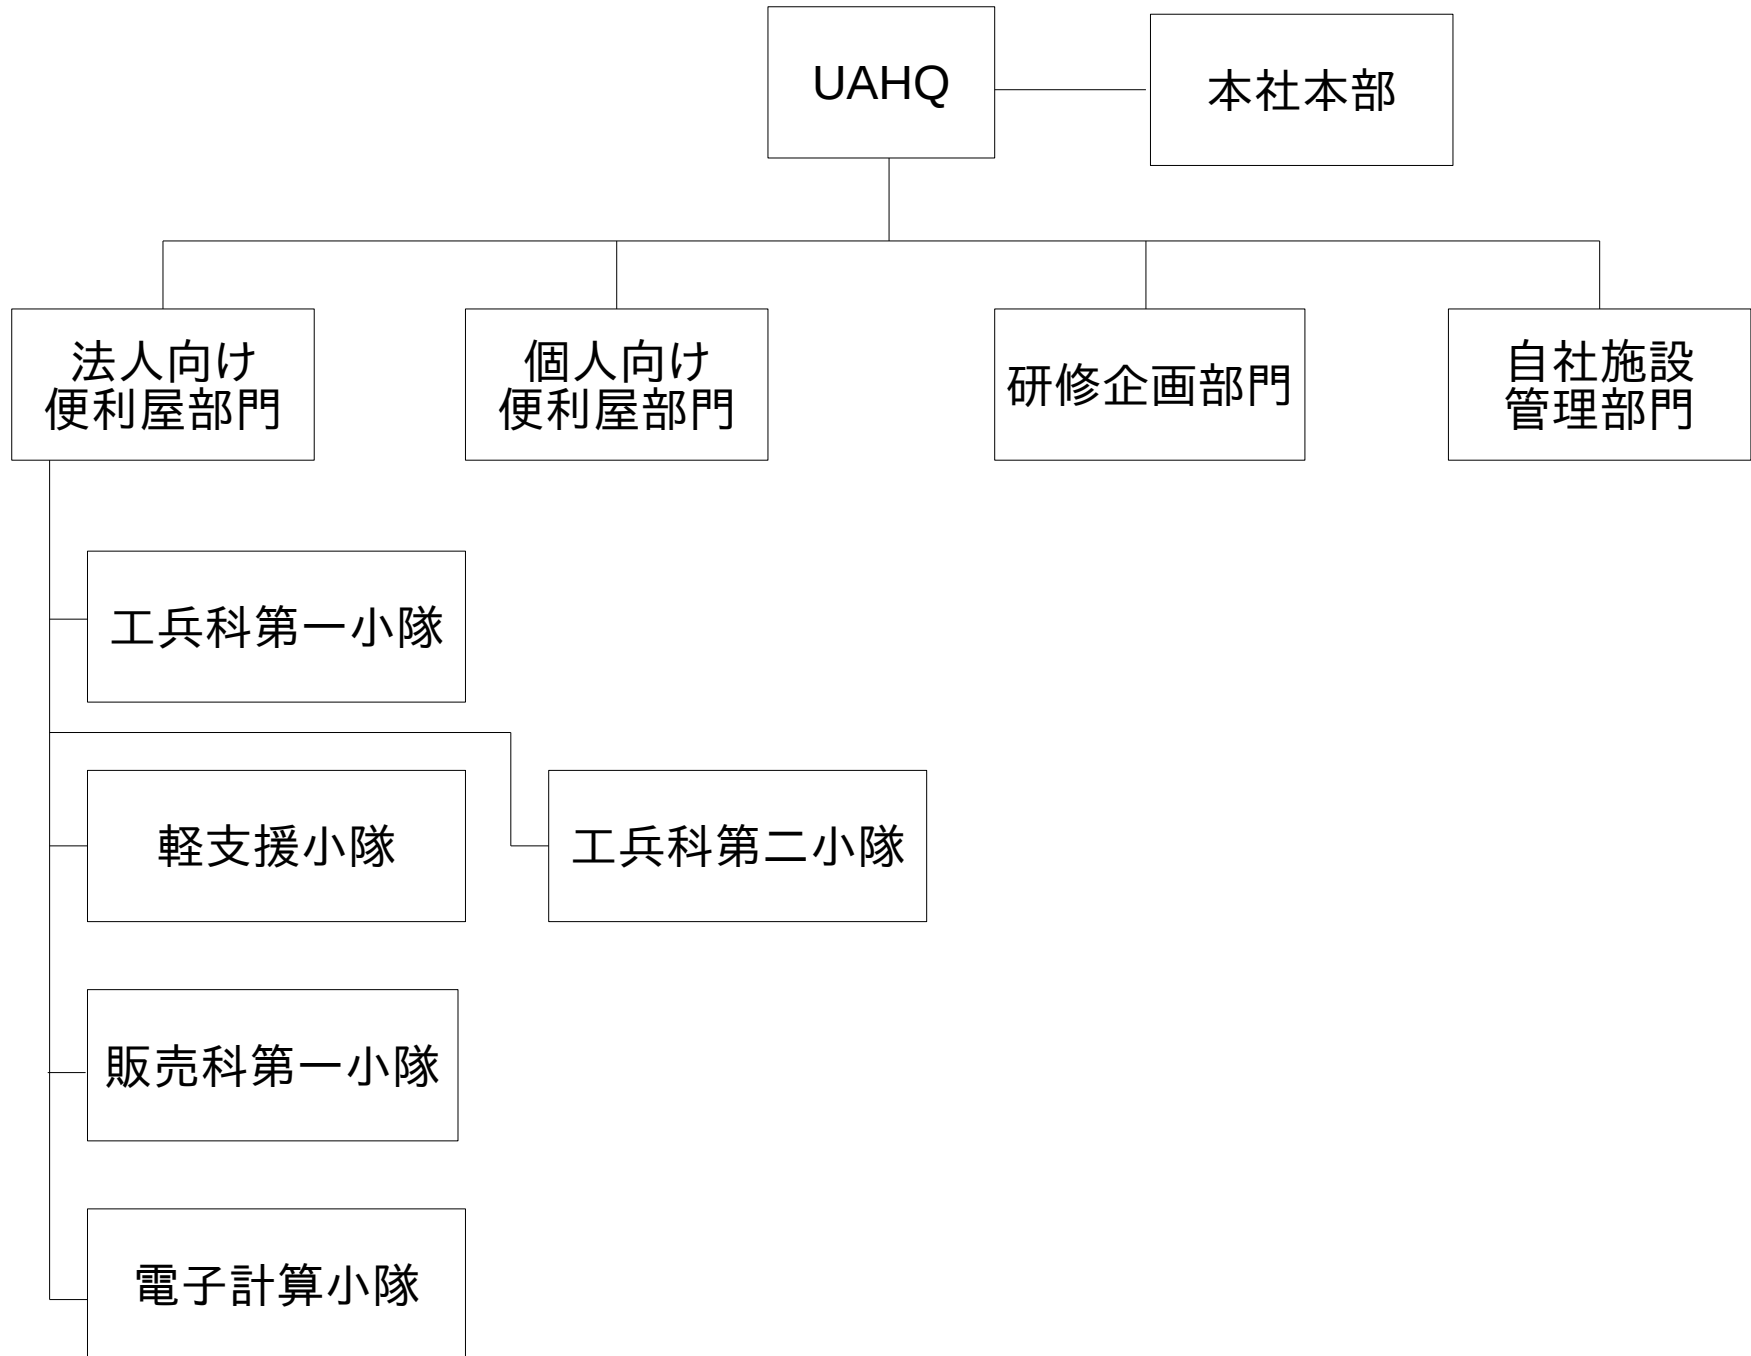 UAHQ
本社本部
法人向け
便利屋部門
個人向け
便利屋部門
研修企画部門
自社施設
管理部門
工兵科第一小隊
軽支援小隊
工兵科第二小隊
販売科第一小隊
電子計算小隊